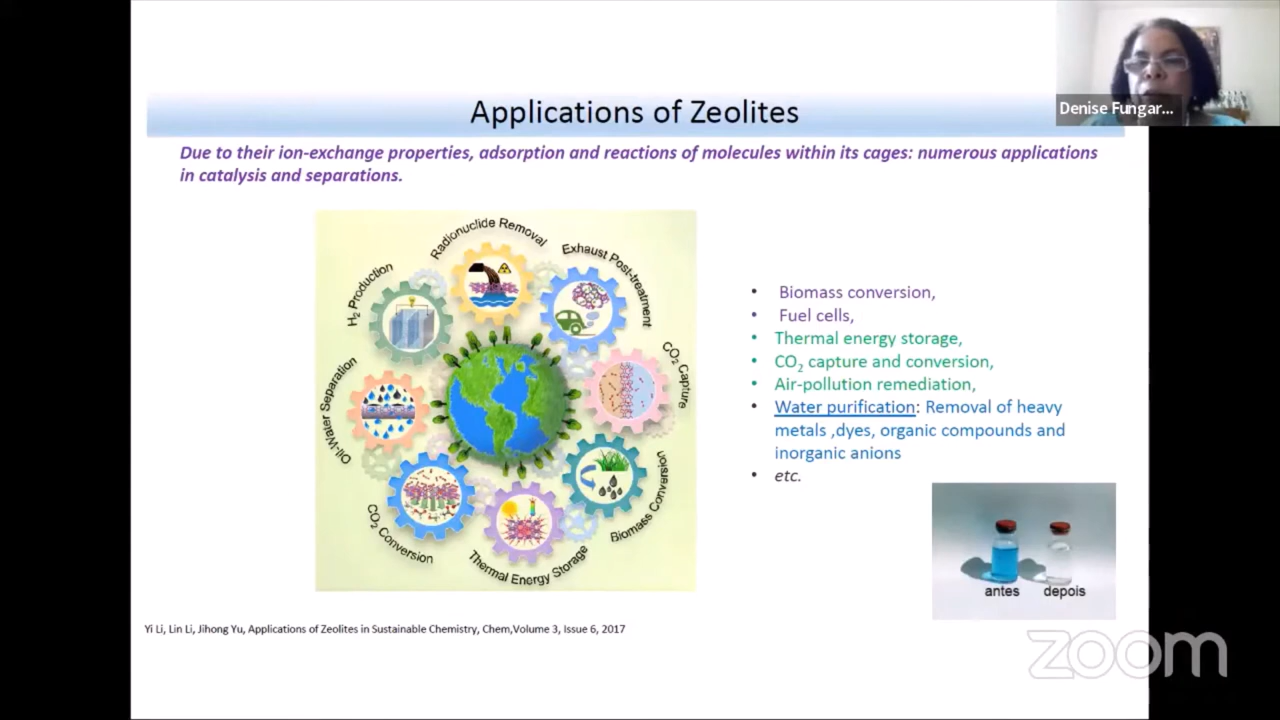 Applications of Zeolites
Denise Fungar...
Due to their ion-exchange properties, adsorption and reactions of molecules within its cages: numerous applications
in catalysis and separations.
Radionuclide Removal
Exhaust Post-treatment
H2 Production
CO2 Capture
Oil-Water Separation
Biomass Conversion
CO2 Conversion
Thermal Energy Storage
• Biomass conversion,
• Fuel cells,
• Thermal energy storage,
• CO2 capture and conversion,
• Air-pollution remediation,
• Water purification: Removal of heavy
metals ,dyes, organic compounds and
inorganic anions
• etc.
antes depois
Yi Li, Lin Li, Jihong Yu, Applications of Zeolites in Sustainable Chemistry, Chem,Volume 3, Issue 6, 2017
zoom